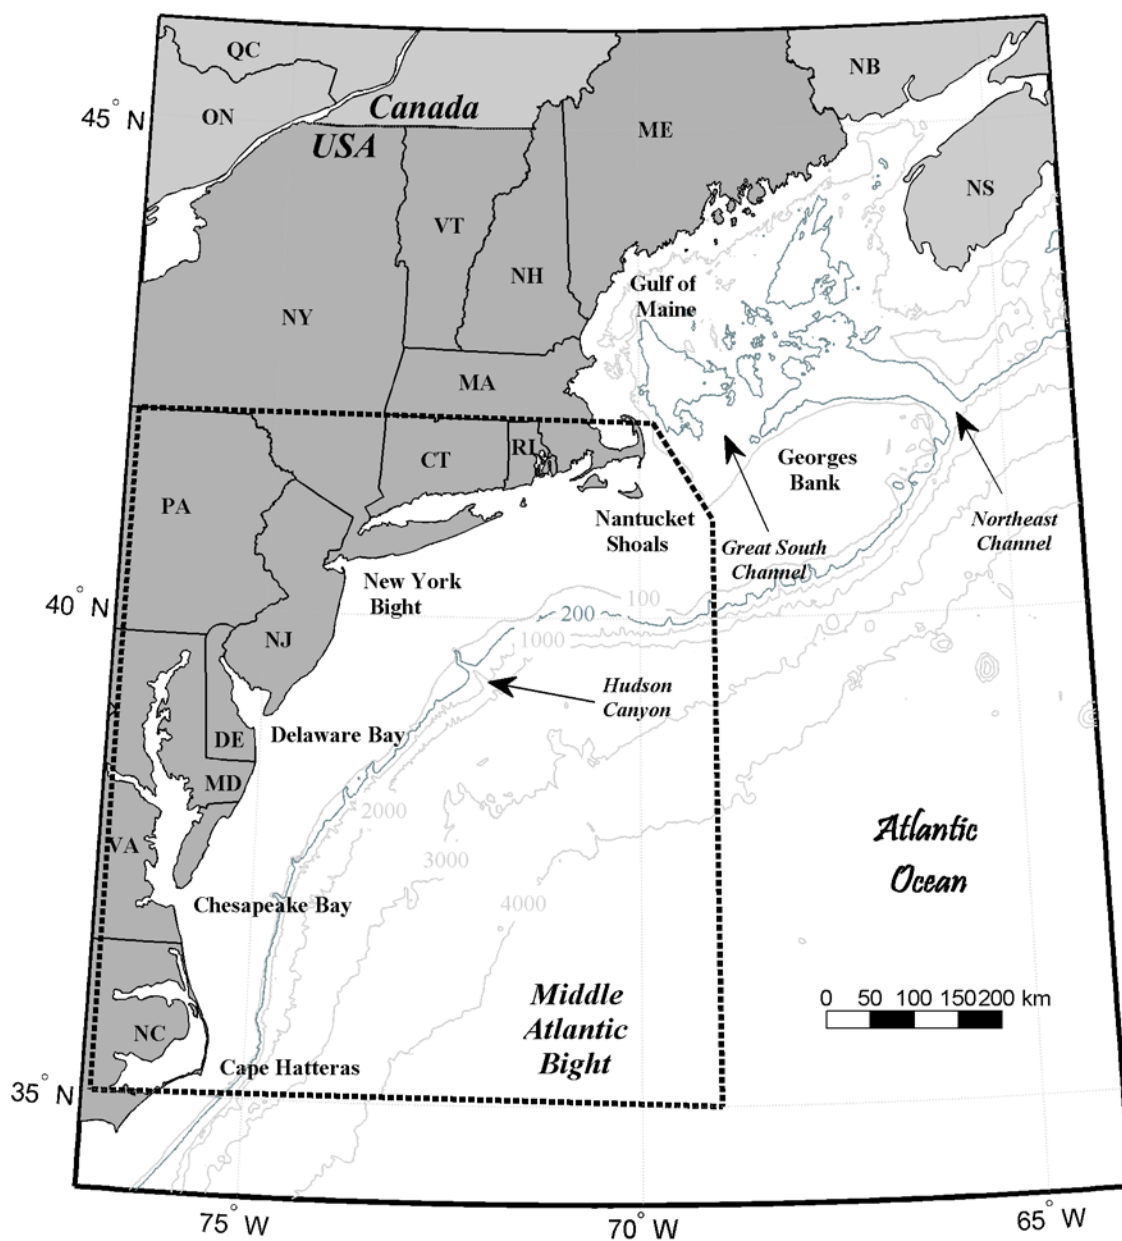 QC
NB
45° N
ON
Canada
ME
USA
NS
VT
NH
Gulf of
Maine
NY
MA
RI
CT
Georges
Bank
PA
Nantucket
Shoals
Northeast
Channel
Great South
Channel
New York
Bight
40° N
100
200
NJ
1000
Hudson
Canyon
DE
Delaware Bay
MD
2000
VA
3000
Atlantic
Ocean
4000
Chesapeake Bay
Middle
Atlantic
Bight
0 50 100 150 200 km
NC
Cape Hatteras
35° N
75° W
70° W
65° W